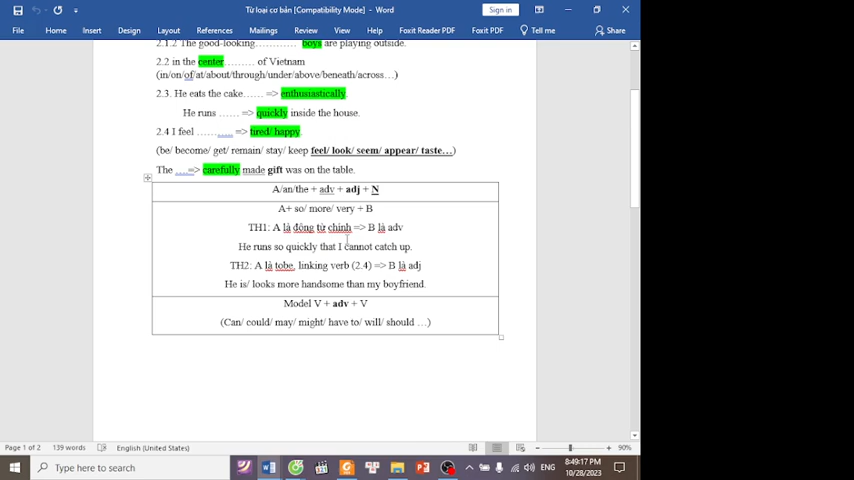 Từ loại cơ bản [Compatibility Mode] - Word
Sign in
File Home Insert Design Layout References Mailings Review View Foxit Reader PDF Foxit PDF Tell me Share
2.1.2 The good-looking………… boys are playing outside.
2.2 in the center……… of Vietnam
(in/on/of/at/about/through/under/above/beneath/across…)
2.3. He eats the cake…… => enthusiastically.
He runs …… => quickly inside the house.
2.4 I feel ……..... => tired/ happy.
(be/ become/ get/ remain/ stay/ keep feel/ look/ seem/ appear/ taste…)
The ….=> carefully made gift was on the table.
A/an/the + adv + adj + N
A+ so/ more/ very + B
TH1: A là động từ chính => B là adv
He runs so quickly that I cannot catch up.
TH2: A là tobe, linking verb (2.4) => B là adj
He is/ looks more handsome than my boyfriend.
Model V + adv + V
(Can/ could/ may/ might/ have to/ will/ should …)
Page 1 of 2 139 words English (United States) 90%
Type here to search
ENG
8:49:17 PM
10/28/2023